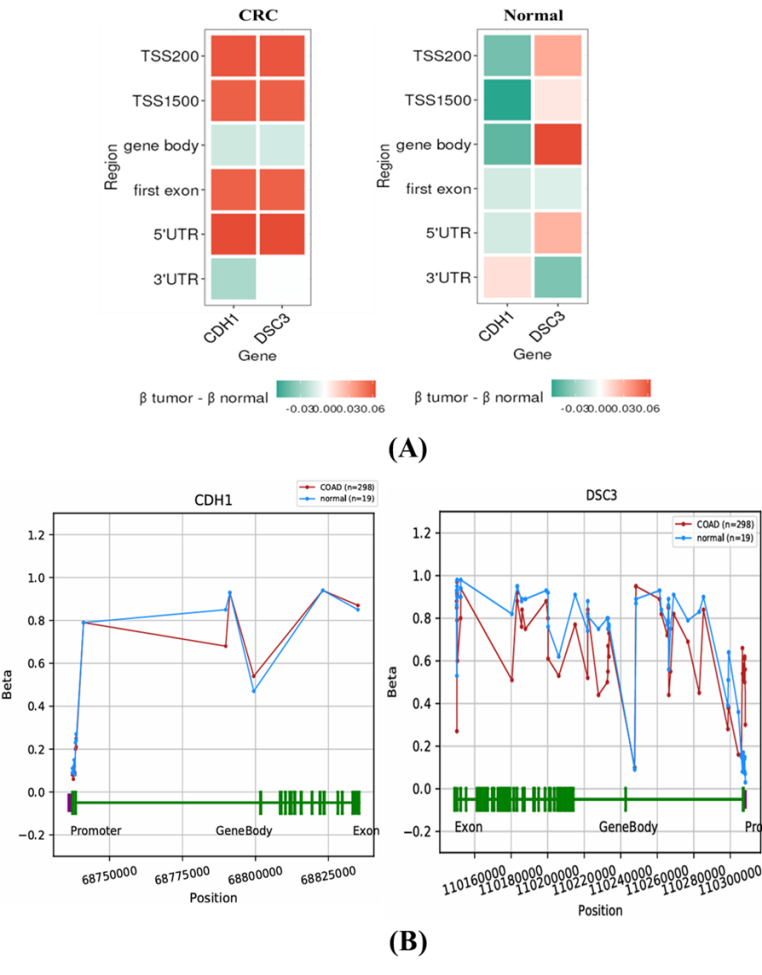 CRC
Normal
TSS200
TSS1500
gene body
first exon
5'UTR
3'UTR
Region
CDH1
DSC3
Gene
β tumor - β normal
-0.030.000.030.06
TSS200
TSS1500
gene body
first exon
5'UTR
3'UTR
Region
CDH1
DSC3
Gene
β tumor - β normal
-0.030.000.030.06
(A)
CDH1
COAD (n=298)
normal (n=19)
1.2
1.0
0.8
0.6
0.4
0.2
0.0
−0.2
Beta
Promoter
GeneBody
Exon
68750000
68775000
68800000
68825000
Position
DSC3
COAD (n=298)
normal (n=19)
1.2
1.0
0.8
0.6
0.4
0.2
0.0
−0.2
Beta
Exon
GeneBody
Pro
110160000
110180000
110200000
110220000
110240000
110260000
110280000
110300000
Position
(B)